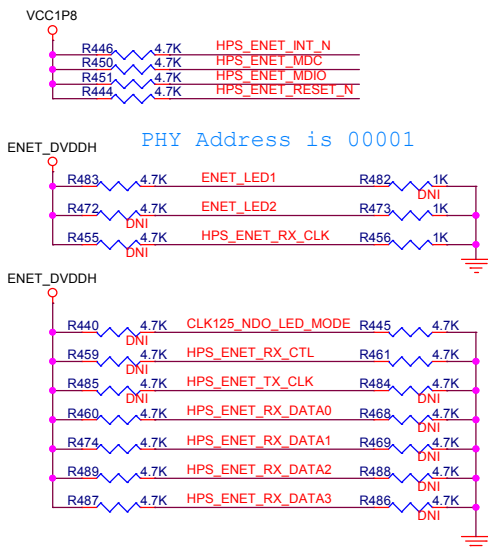 VCC1P8
R446 4.7K HPS_ENET_INT_N
R450 4.7K HPS_ENET_MDC
R451 4.7K HPS_ENET_MDIO
R444 4.7K HPS_ENET_RESET_N
PHY Address is 00001
ENET_DVDDH
R483 4.7K ENET_LED1 R482 1K
DNI
R472 4.7K ENET_LED2 R473 1K
DNI
R455 4.7K HPS_ENET_RX_CLK R456 1K
DNI
ENET_DVDDH
R440 4.7K CLK125_NDO_LED_MODE R445 4.7K
DNI
R459 4.7K HPS_ENET_RX_CTL R461 4.7K
DNI
R485 4.7K HPS_ENET_TX_CLK R484 4.7K
DNI DNI
R460 4.7K HPS_ENET_RX_DATA0 R468 4.7K
DNI
R474 4.7K HPS_ENET_RX_DATA1 R469 4.7K
DNI
R489 4.7K HPS_ENET_RX_DATA2 R488 4.7K
DNI
R487 4.7K HPS_ENET_RX_DATA3 R486 4.7K
DNI